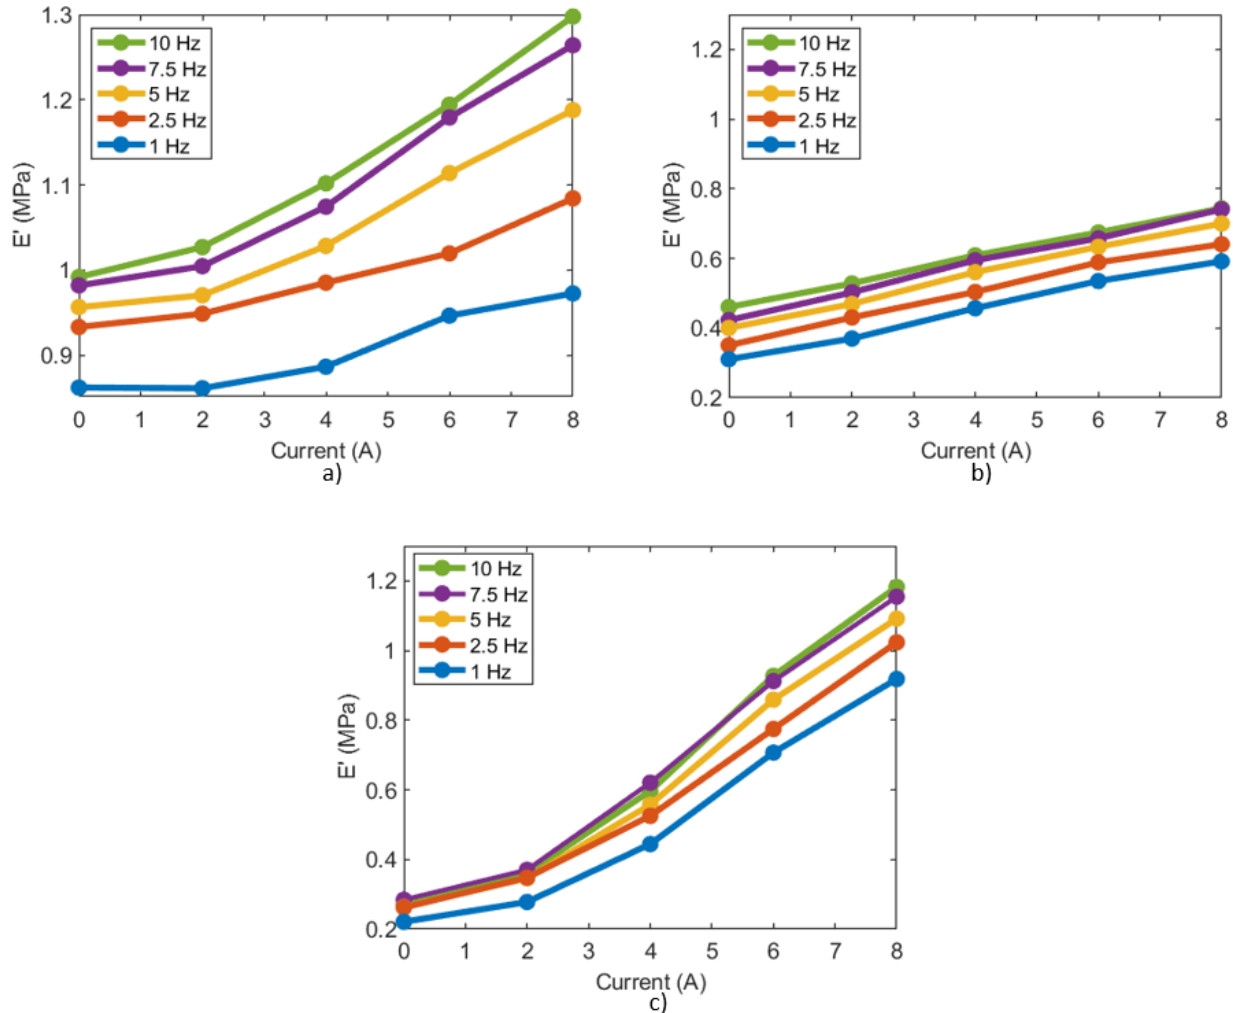 1.3
1.2
1.1
1
0.9
E' (MPa)
10 Hz
7.5 Hz
5 Hz
2.5 Hz
1 Hz
0 1 2 3 4 5 6 7 8
Current (A)
a)
1.2
1
0.8
0.6
0.4
0.2
E' (MPa)
10 Hz
7.5 Hz
5 Hz
2.5 Hz
1 Hz
0 1 2 3 4 5 6 7 8
Current (A)
b)
1.2
1
0.8
0.6
0.4
0.2
E' (MPa)
10 Hz
7.5 Hz
5 Hz
2.5 Hz
1 Hz
0 1 2 3 4 5 6 7 8
Current (A)
c)